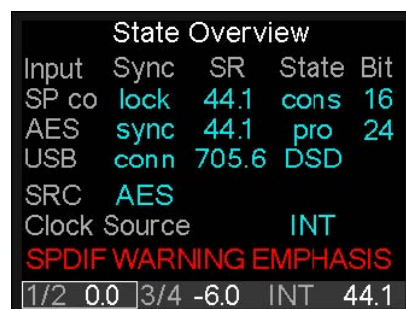 State Overview
Input Sync SR State Bit
SP co lock 44.1 cons 16
AES sync 44.1 pro 24
USB conn 705.6 DSD
SRC AES
Clock Source INT
SPDIF WARNING EMPHASIS
1/2 0.0 3/4 -6.0 INT 44.1